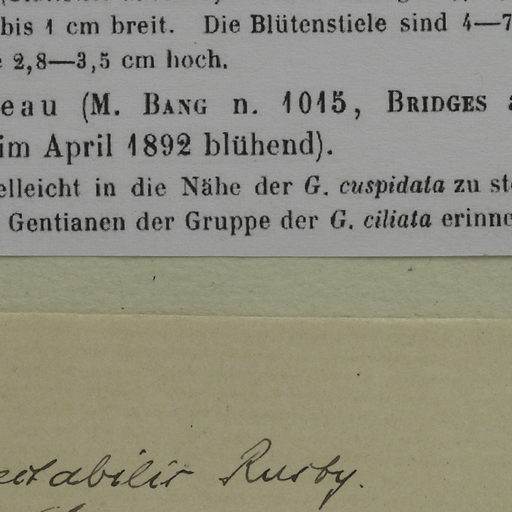 bis 1 cm breit. Die Blütenstiele sind 4—7
2,8—3,5 cm hoch.
eau (M. BANG n. 1015, BRIDGES
im April 1892 blühend).
elleicht in die Nähe der G. cuspidata zu st
Gentianen der Gruppe der G. ciliata erinne
ectabilis Rusby.